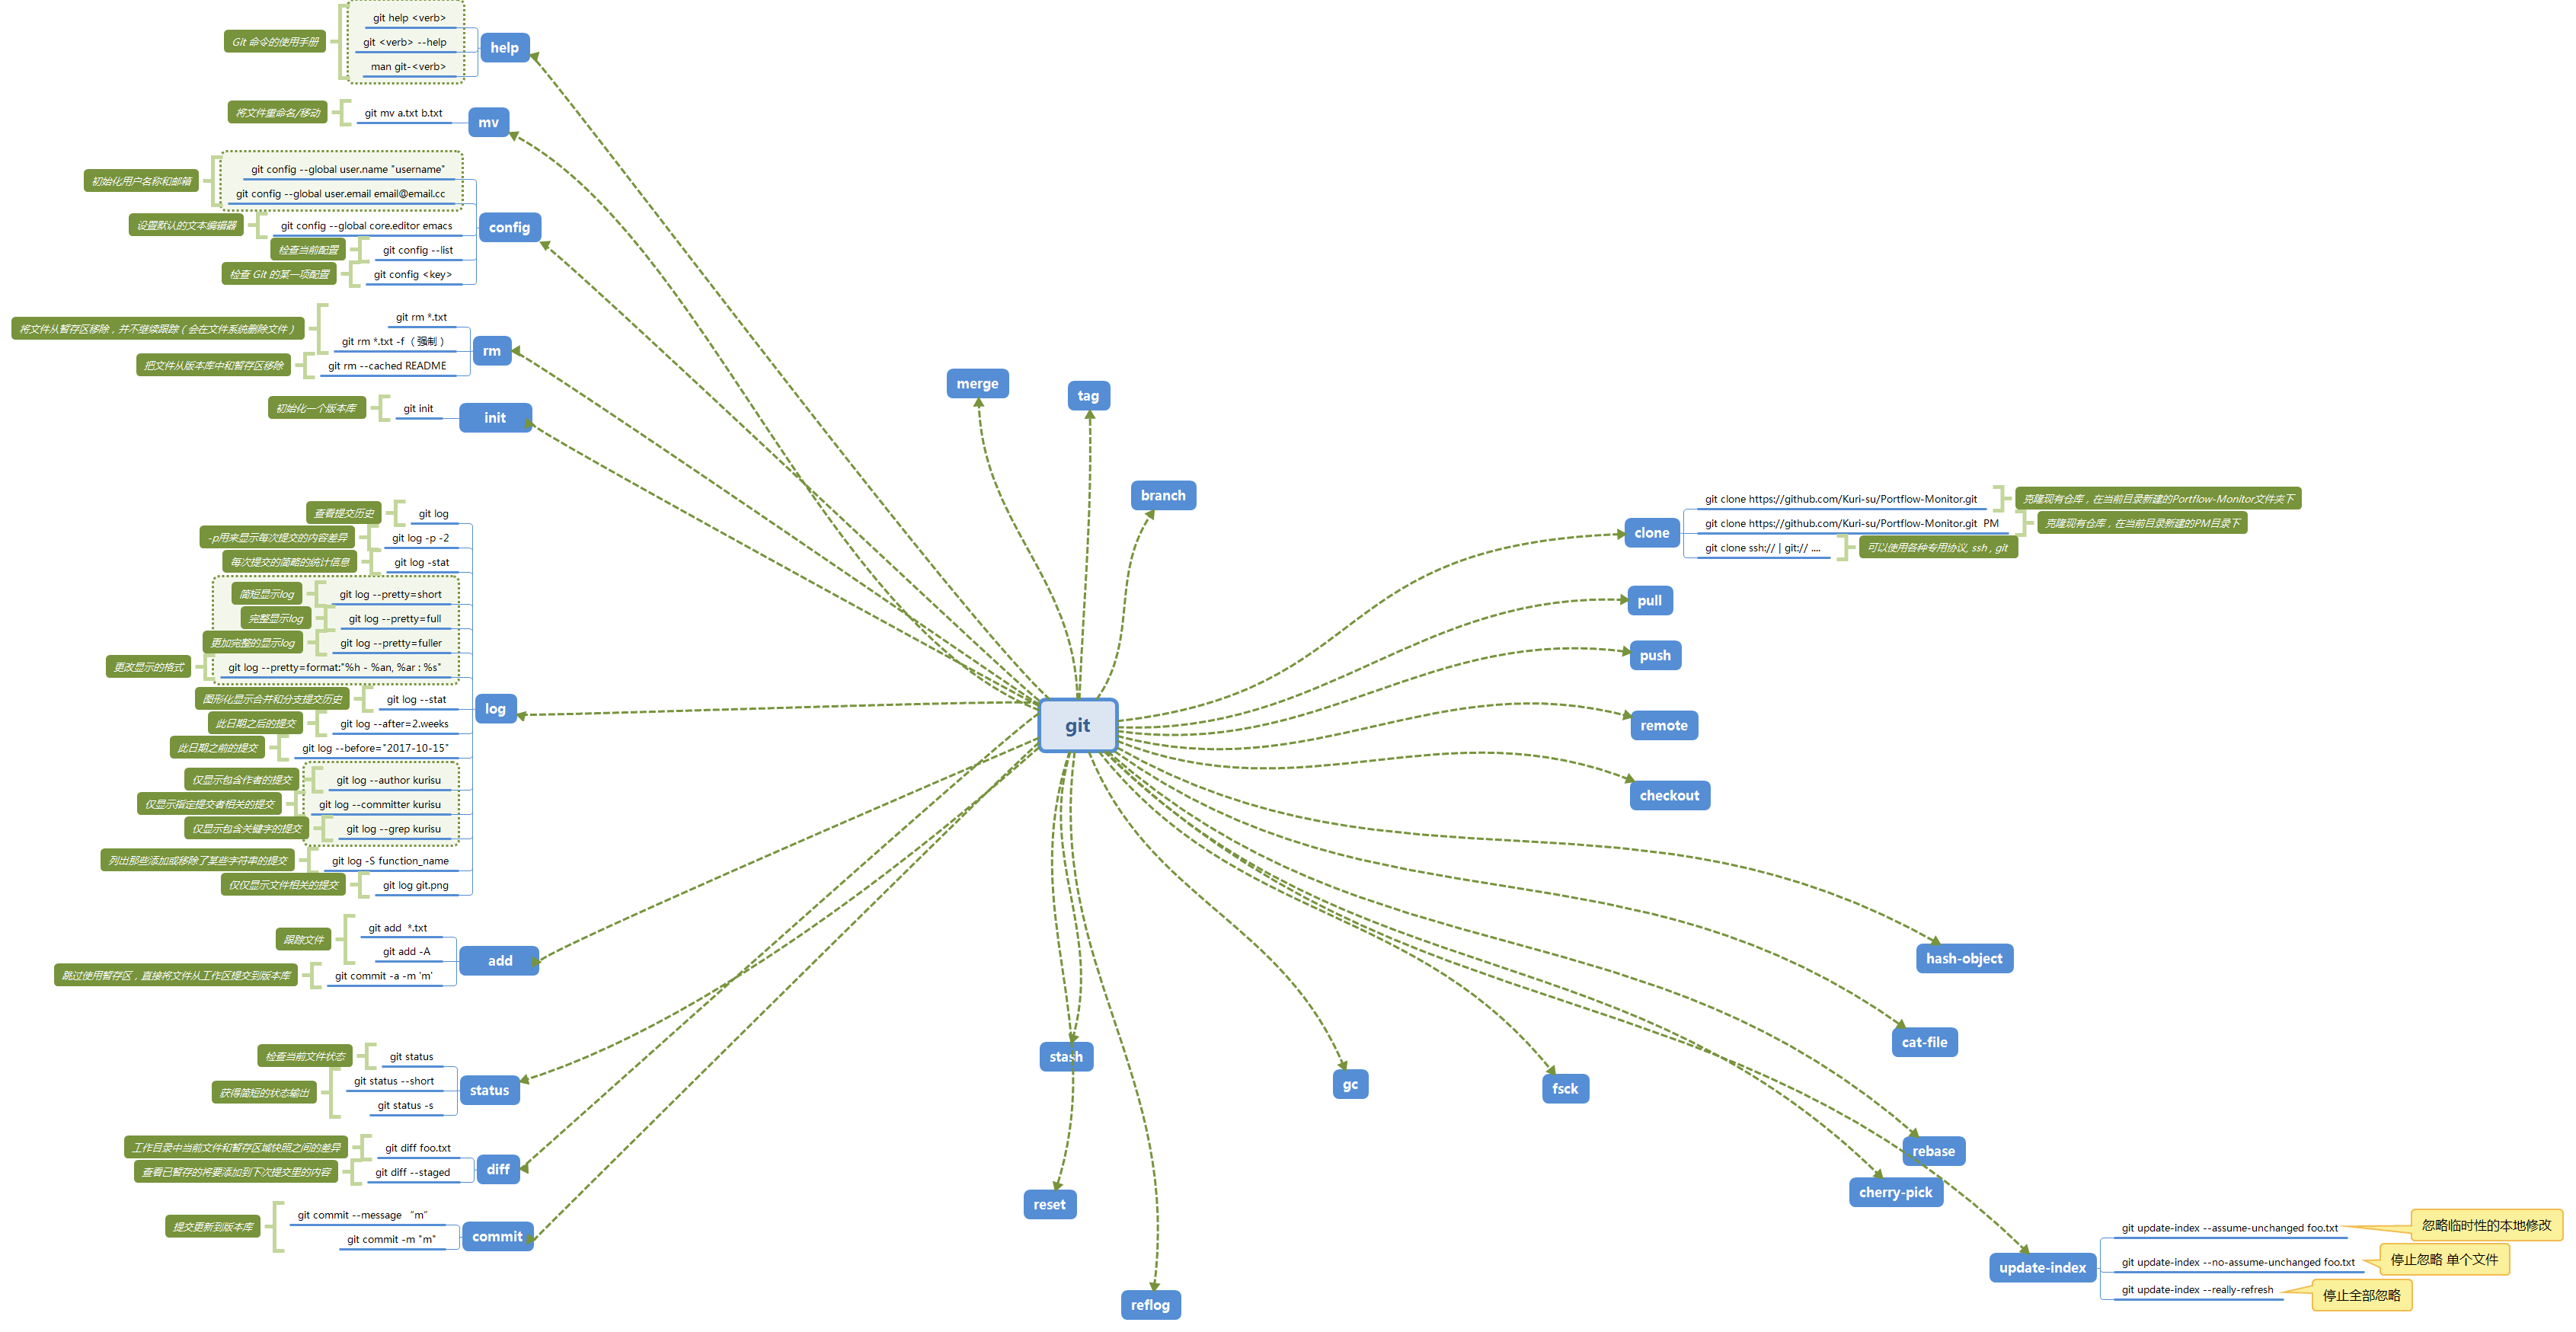 git help <verb>
Git 命令的使用手册
git <verb> --help
help
man git-<verb>
将文件重命名/移动
git mv a.txt b.txt
mv
git config --global user.name "username"
初始化用户名称和邮箱
git config --global user.email email@email.cc
设置默认的文本编辑器
git config --global core.editor emacs
config
检查当前配置
git config --list
检查 Git 的某一项配置
git config <key>
git rm *.txt
将文件从暂存区移除，并不继续跟踪（会在文件系统删除文件）
git rm *.txt -f（强制）
rm
把文件从版本库中和暂存区移除
git rm --cached README
初始化一个版本库
git init
init
查看提交历史
git log
-p用来显示每次提交的内容差异
git log -p -2
每次提交的简略的统计信息
git log -stat
简短显示log
git log --pretty=short
完整显示log
git log --pretty=full
更加完整的显示log
git log --pretty=fuller
更改显示的格式
git log --pretty=format:"%h - %an, %ar : %s"
图形化显示合并和分支提交历史
git log --stat
log
此日期之后的提交
git log --after=2.weeks
此日期之前的提交
git log --before="2017-10-15"
仅显示包含作者的提交
git log --author kurisu
仅显示指定提交者相关的提交
git log --committer kurisu
仅显示包含关键字的提交
git log --grep kurisu
列出那些添加或移除了某些字符串的提交
git log -S function_name
仅仅显示文件相关的提交
git log git.png
跟踪文件
git add  *.txt
git add -A
add
跳过使用暂存区，直接将文件从工作区提交到版本库
git commit -a -m 'm'
检查当前文件状态
git status
获得简短的状态输出
git status --short
status
git status -s
工作目录中当前文件和暂存区域快照之间的差异
git diff foo.txt
diff
查看已暂存的将要添加到下次提交里的内容
git diff --staged
提交更新到版本库
git commit --message  “m”
git commit -m "m"
commit
merge
tag
branch
git
clone
git clone https://github.com/Kuri-su/Portflow-Monitor.git
克隆现有仓库，在当前目录新建的Portflow-Monitor文件夹下
git clone https://github.com/Kuri-su/Portflow-Monitor.git  PM
克隆现有仓库，在当前目录新建的PM目录下
git clone ssh:// | git:// ....
可以使用各种专用协议, ssh , git
pull
push
remote
checkout
hash-object
cat-file
stash
gc
fsck
rebase
cherry-pick
reset
reflog
update-index
git update-index --assume-unchanged foo.txt
忽略临时性的本地修改
git update-index --no-assume-unchanged foo.txt
停止忽略 单个文件
git update-index --really-refresh
停止全部忽略